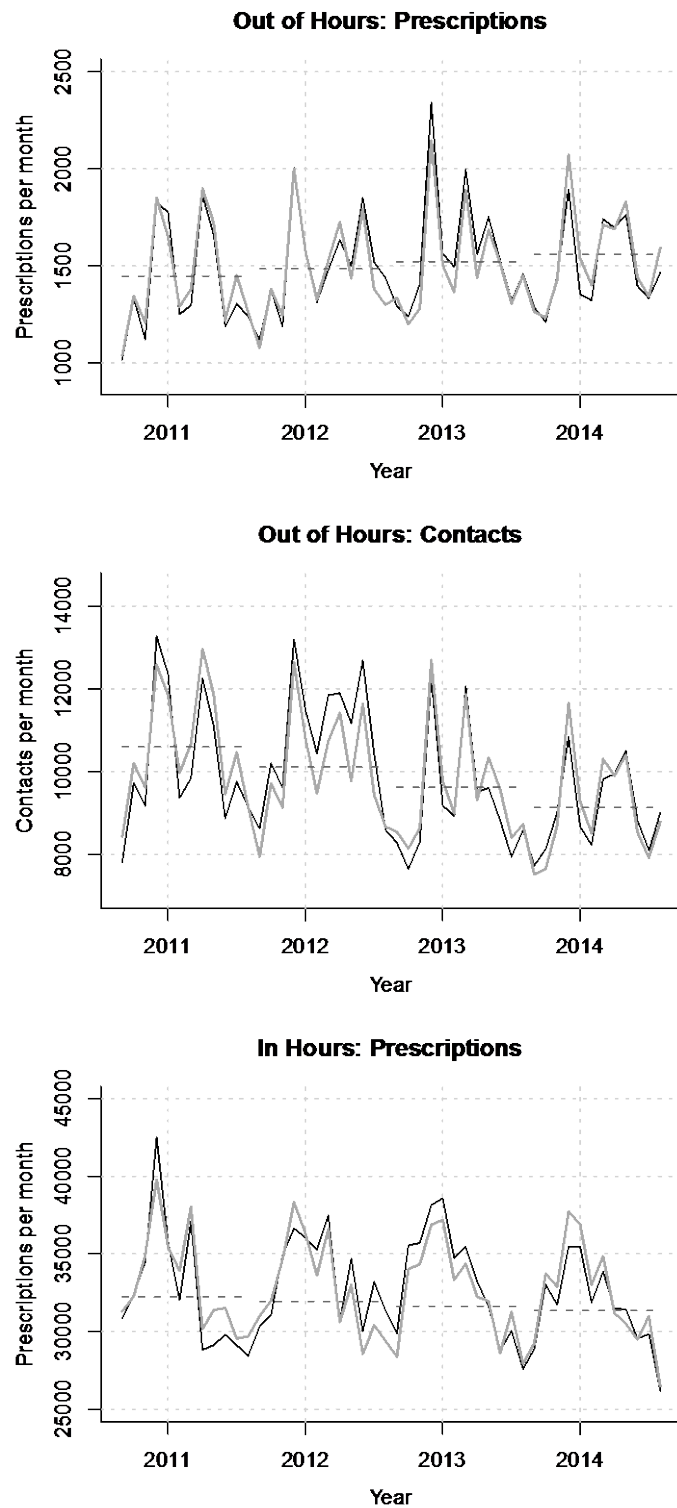 Out of Hours: Prescriptions
Prescriptions per month
2500
2000
1500
1000
2011 2012 2013 2014
Year
Out of Hours: Contacts
Contacts per month
14000
12000
10000
8000
2011 2012 2013 2014
Year
In Hours: Prescriptions
Prescriptions per month
45000
40000
35000
30000
25000
2011 2012 2013 2014
Year